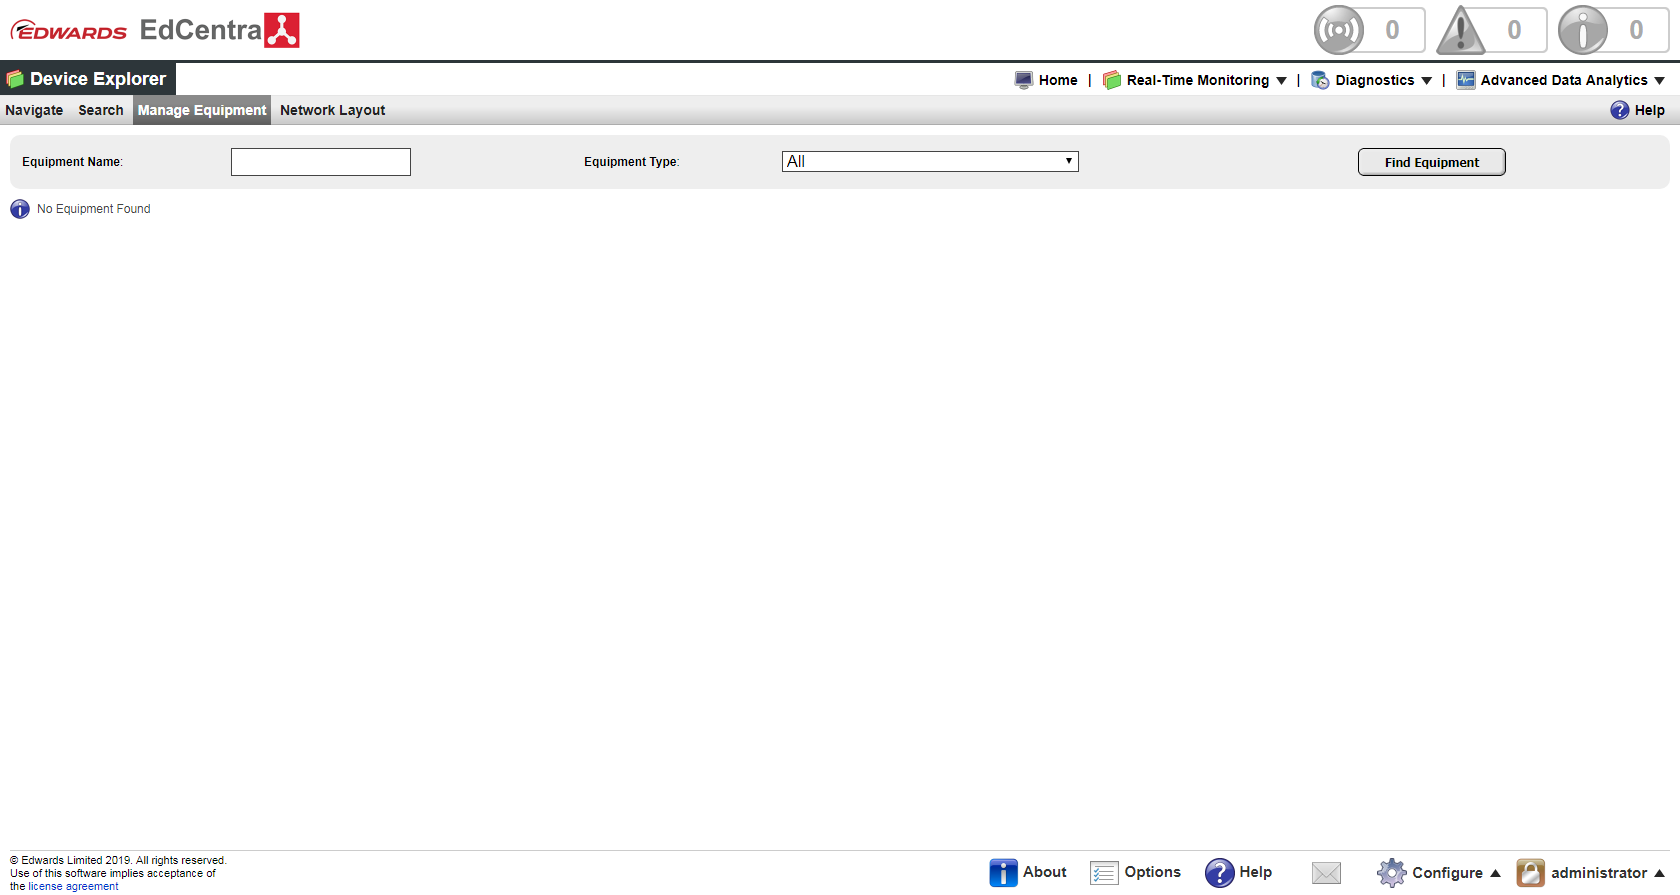 EDWARDS EdCentra
0 0 0
Device Explorer
Home | Real-Time Monitoring ▼ | Diagnostics ▼ | Advanced Data Analytics ▼
Navigate Search Manage Equipment Network Layout Help
Equipment Name: Equipment Type: All Find Equipment
No Equipment Found
© Edwards Limited 2019. All rights reserved.
Use of this software implies acceptance of
the license agreement
About Options Help Configure ▲ administrator ▲